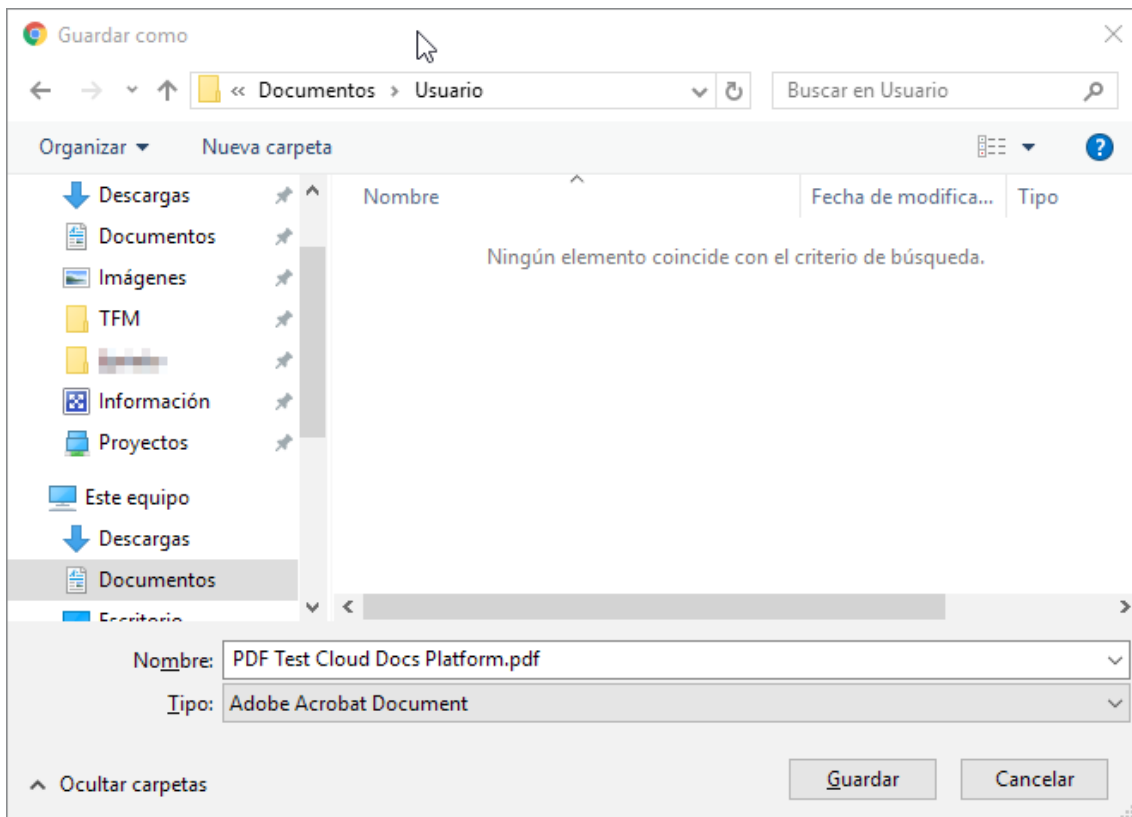 Guardar como
« Documentos › Usuario
Buscar en Usuario
Organizar
Nueva carpeta
?
Descargas
Documentos
Imágenes
TFM
Información
Proyectos
Este equipo
Descargas
Documentos
Escritorio
Nombre
Fecha de modifica...
Tipo
Ningún elemento coincide con el criterio de búsqueda.
Nombre: PDF Test Cloud Docs Platform.pdf
Tipo: Adobe Acrobat Document
Ocultar carpetas
Guardar
Cancelar